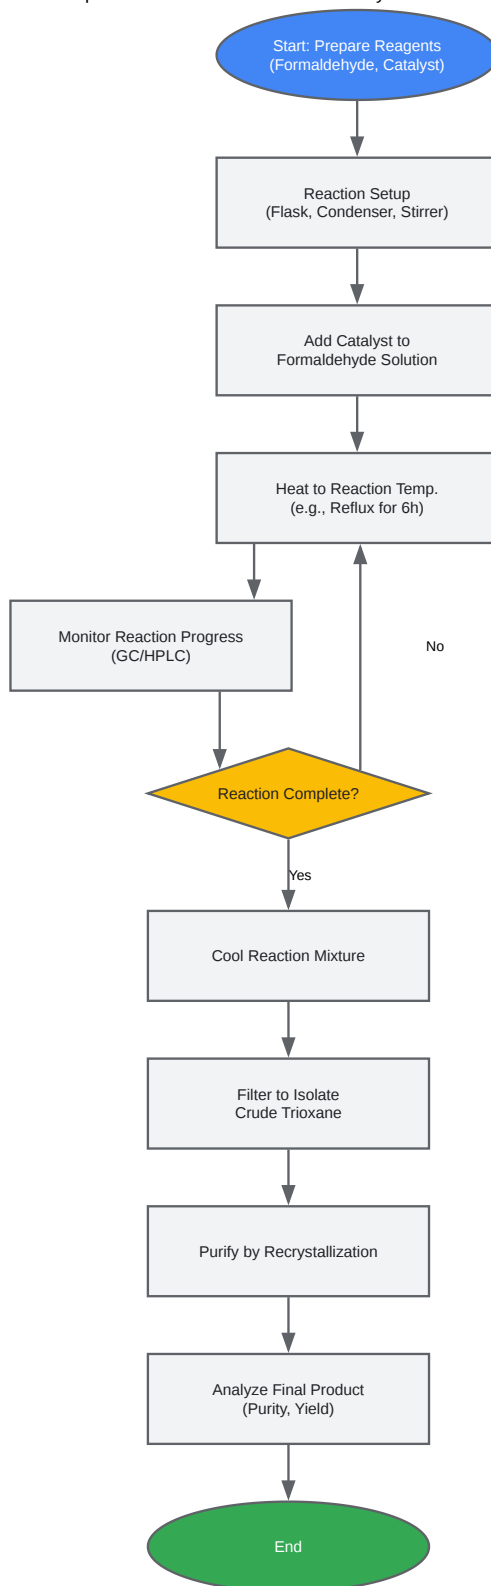 Start: Prepare Reagents
(Formaldehyde, Catalyst)
Reaction Setup
(Flask, Condenser, Stirrer)
Add Catalyst to
Formaldehyde Solution
Heat to Reaction Temp.
(e.g., Reflux for 6h)
Monitor Reaction Progress
(GC/HPLC)
No
Reaction Complete?
Yes
Cool Reaction Mixture
Filter to Isolate
Crude Trioxane
Purify by Recrystallization
Analyze Final Product
(Purity, Yield)
End